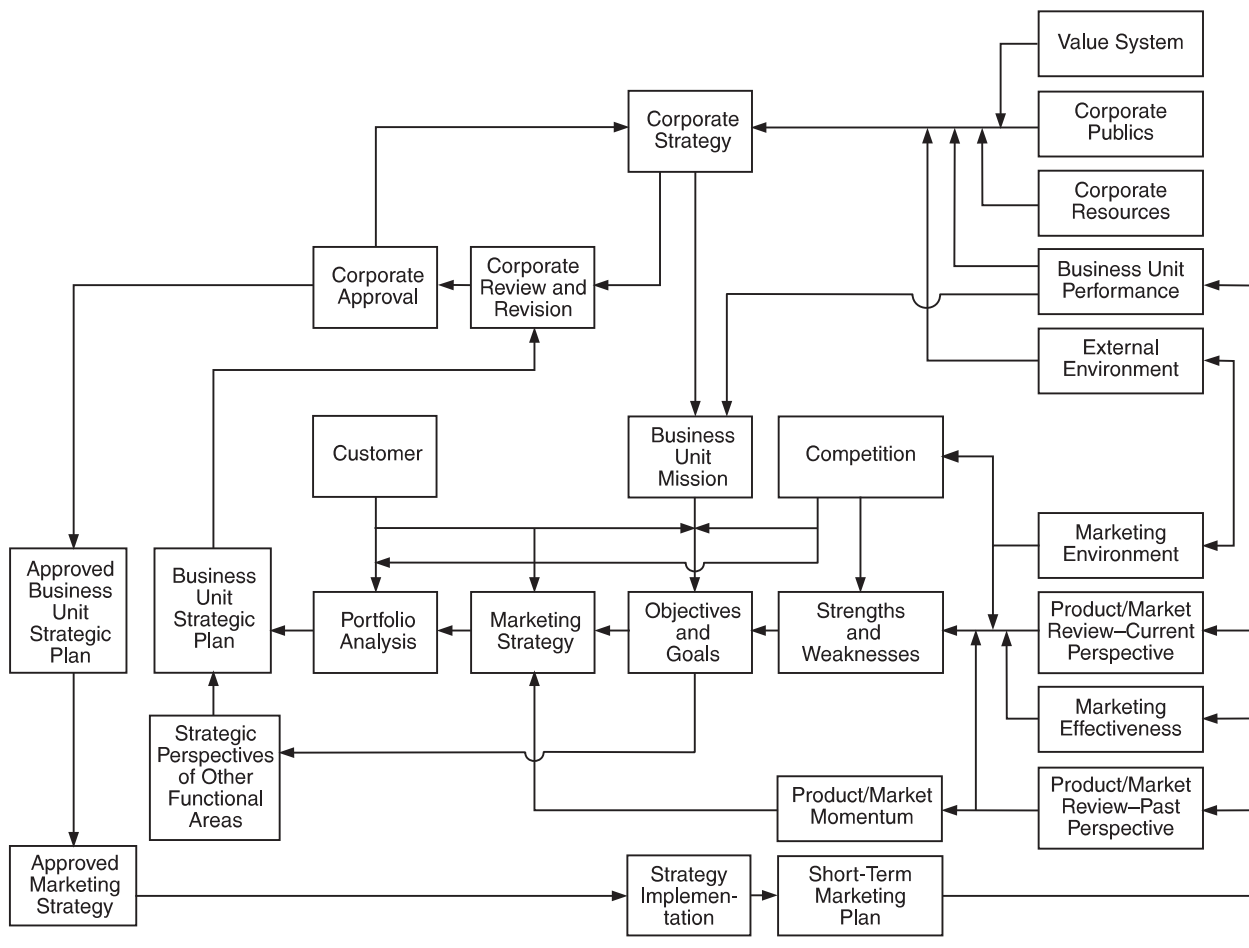 Value System
Corporate
Strategy
Corporate
Publics
Corporate
Resources
Corporate
Approval
Corporate
Review and
Revision
Business Unit
Performance
External
Environment
Customer
Business
Unit
Mission
Competition
Marketing
Environment
Approved
Business
Unit
Strategic
Plan
Business
Unit
Strategic
Plan
Portfolio
Analysis
Marketing
Strategy
Objectives
and
Goals
Strengths
and
Weaknesses
Product/Market
Review–Current
Perspective
Marketing
Effectiveness
Strategic
Perspectives
of Other
Functional
Areas
Product/Market
Momentum
Product/Market
Review–Past
Perspective
Approved
Marketing
Strategy
Strategy
Implemen-
tation
Short-Term
Marketing
Plan